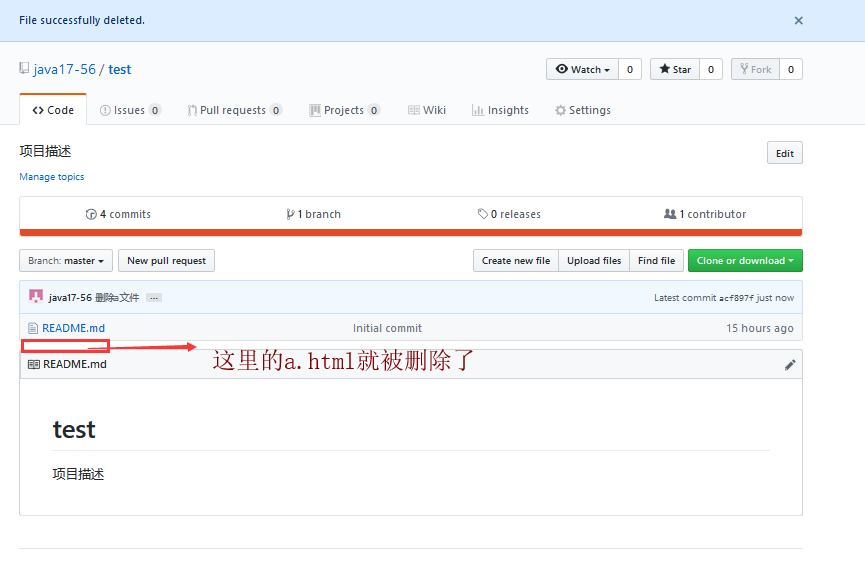 File successfully deleted.
java17-56 / test
Watch 0 Star 0 Fork 0
Code Issues 0 Pull requests 0 Projects 0 Wiki Insights Settings
项目描述 Edit
Manage topics
4 commits 1 branch 0 releases 1 contributor
Branch: master New pull request Create new file Upload files Find file Clone or download
java17-56 删除a文件 ... Latest commit acf897f just now
README.md Initial commit 15 hours ago
这里的a.html就被删除了
README.md
test
项目描述